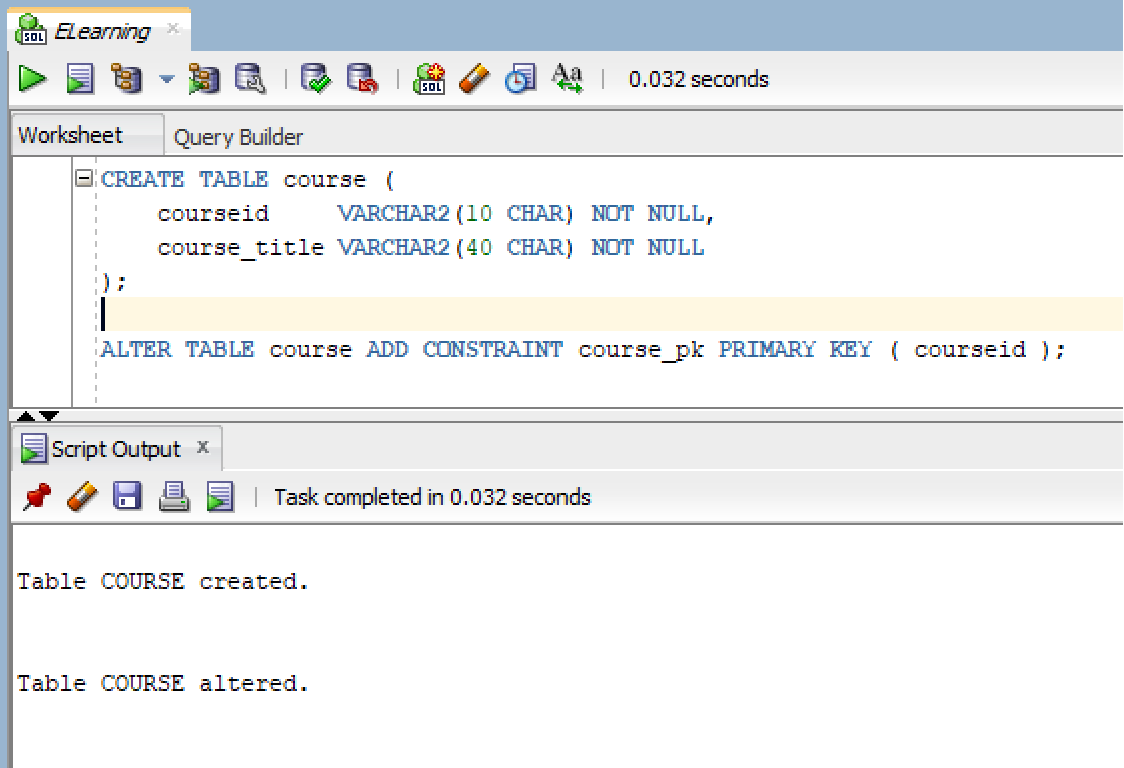 ELearning
0.032 seconds
Worksheet Query Builder
CREATE TABLE course (
    courseid     VARCHAR2(10 CHAR) NOT NULL,
    course_title VARCHAR2(40 CHAR) NOT NULL
);
ALTER TABLE course ADD CONSTRAINT course_pk PRIMARY KEY ( courseid );
Script Output x
Task completed in 0.032 seconds
Table COURSE created.
Table COURSE altered.